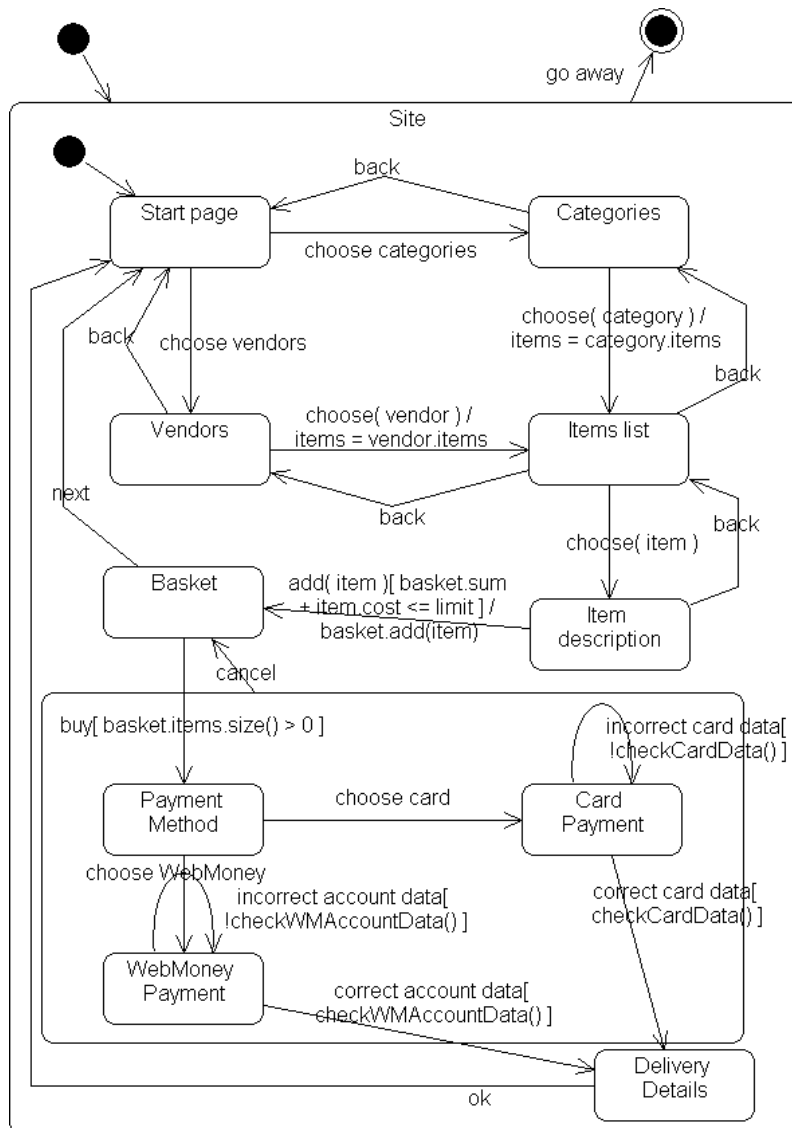 go away
Site
back
Start page
Categories
choose categories
back
choose vendors
choose( category ) /
items = category.items
back
Vendors
choose( vendor ) /
items = vendor.items
Items list
back
next
choose( item )
back
Basket
add( item )[ basket.sum
+ item.cost <= limit ] /
basket.add(item)
Item
description
cancel
buy[ basket.items.size() > 0 ]
incorrect card data[
!checkCardData() ]
Payment
Method
choose card
Card
Payment
choose WebMoney
incorrect account data[
!checkWMAccountData() ]
correct card data[
checkCardData() ]
WebMoney
Payment
correct account data[
checkWMAccountData() ]
Delivery
Details
ok